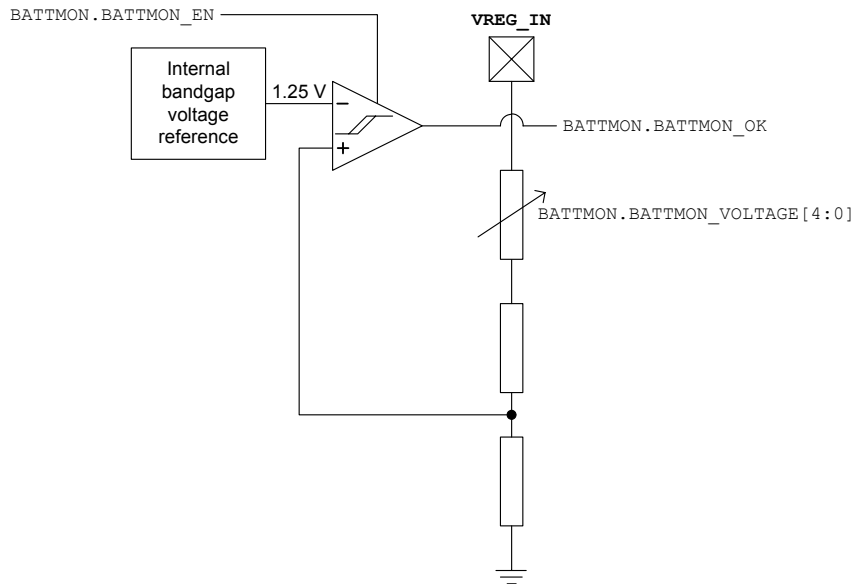 BATTMON.BATTMON_EN
VREG_IN
Internal
bandgap
voltage
reference
1.25 V
−
+
BATTMON.BATTMON_OK
BATTMON.BATTMON_VOLTAGE[4:0]